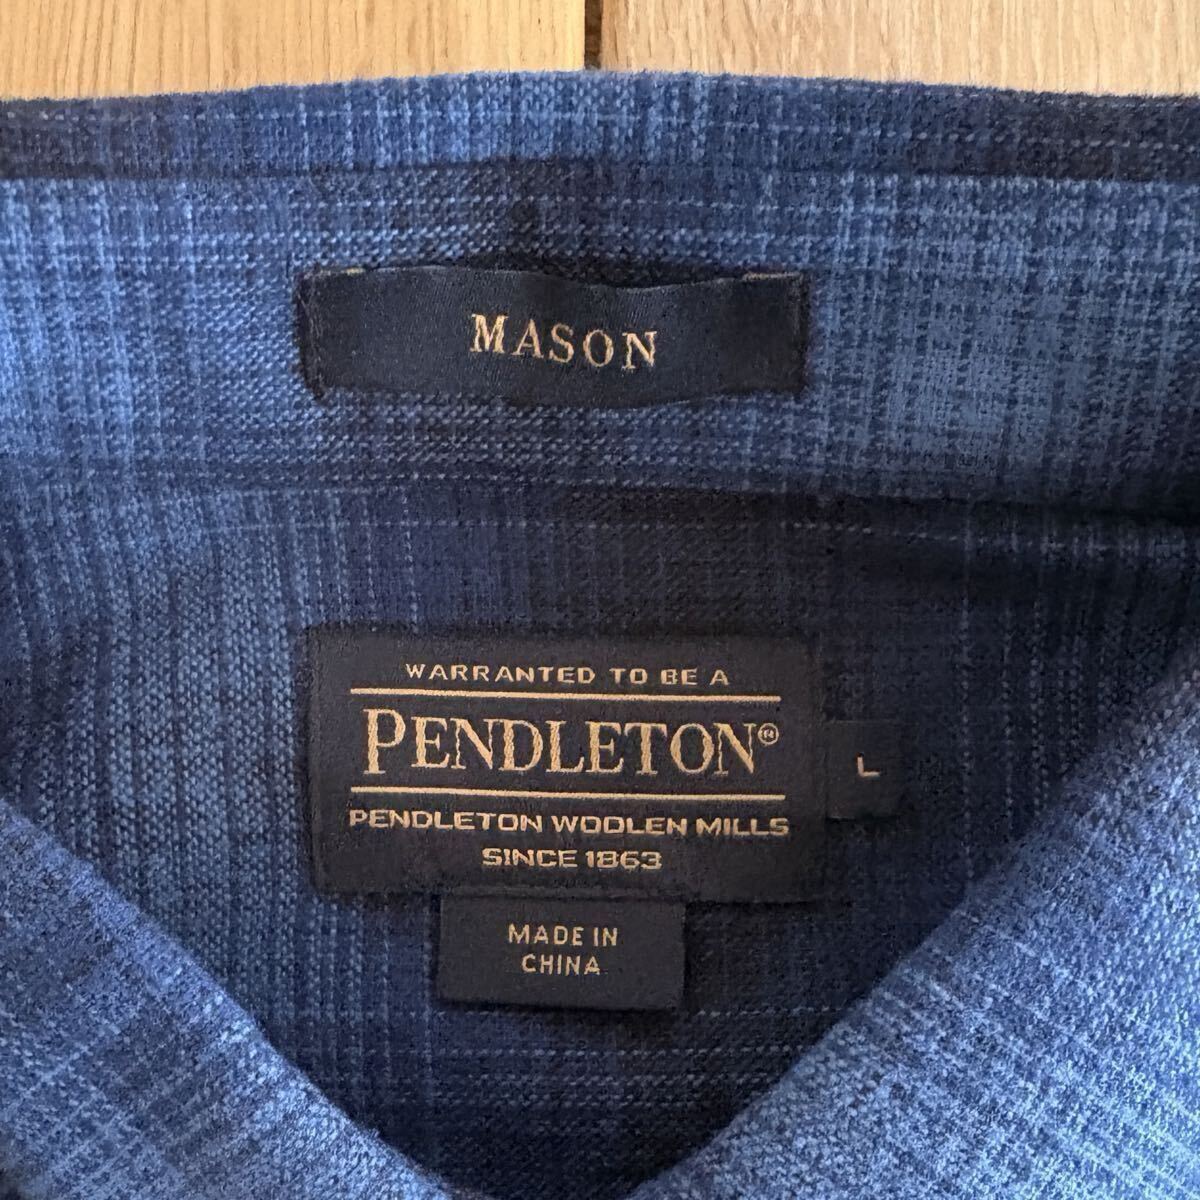 MASON
WARRANTED TO BE A
PENDLETON®
L
PENDLETON WOOLEN MILLS
SINCE 1863
MADE IN
CHINA